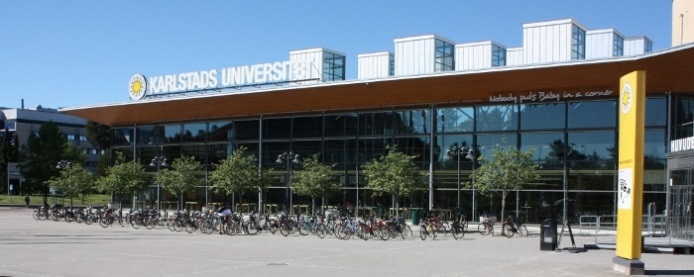 KARLSTADS UNIVERSITET
Nobody puts Baby in a corner